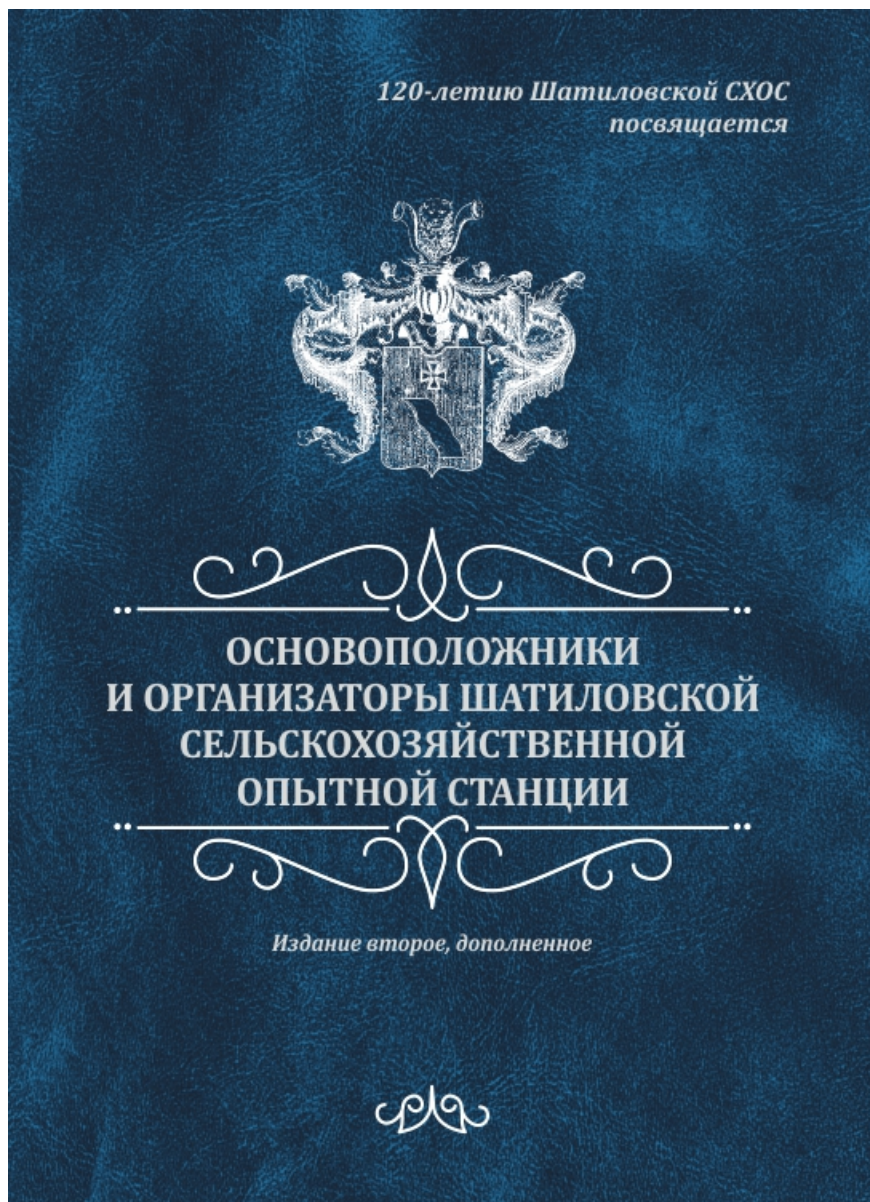 120-летию Шатиловской СХОС
посвящается
ОСНОВОПОЛОЖНИКИ
И ОРГАНИЗАТОРЫ ШАТИЛОВСКОЙ
СЕЛЬСКОХОЗЯЙСТВЕННОЙ
ОПЫТНОЙ СТАНЦИИ
Издание второе, дополненное